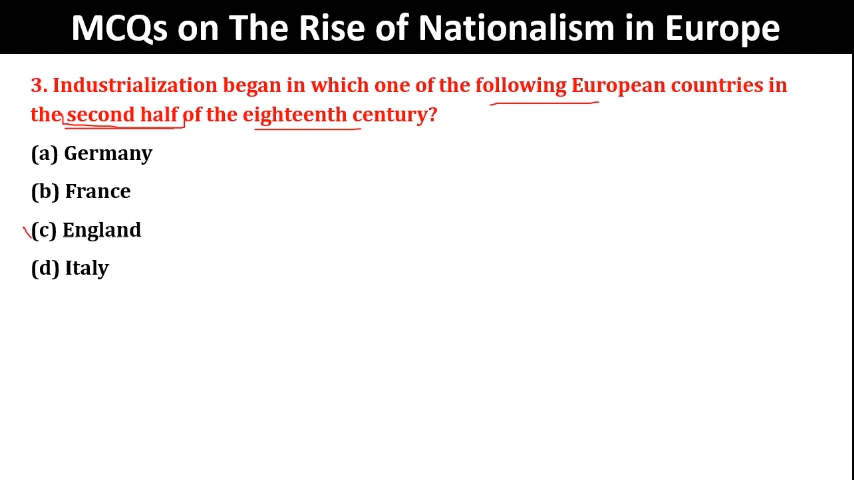 MCQs on The Rise of Nationalism in Europe
3. Industrialization began in which one of the following European countries in
the second half of the eighteenth century?
(a) Germany
(b) France
(c) England
(d) Italy